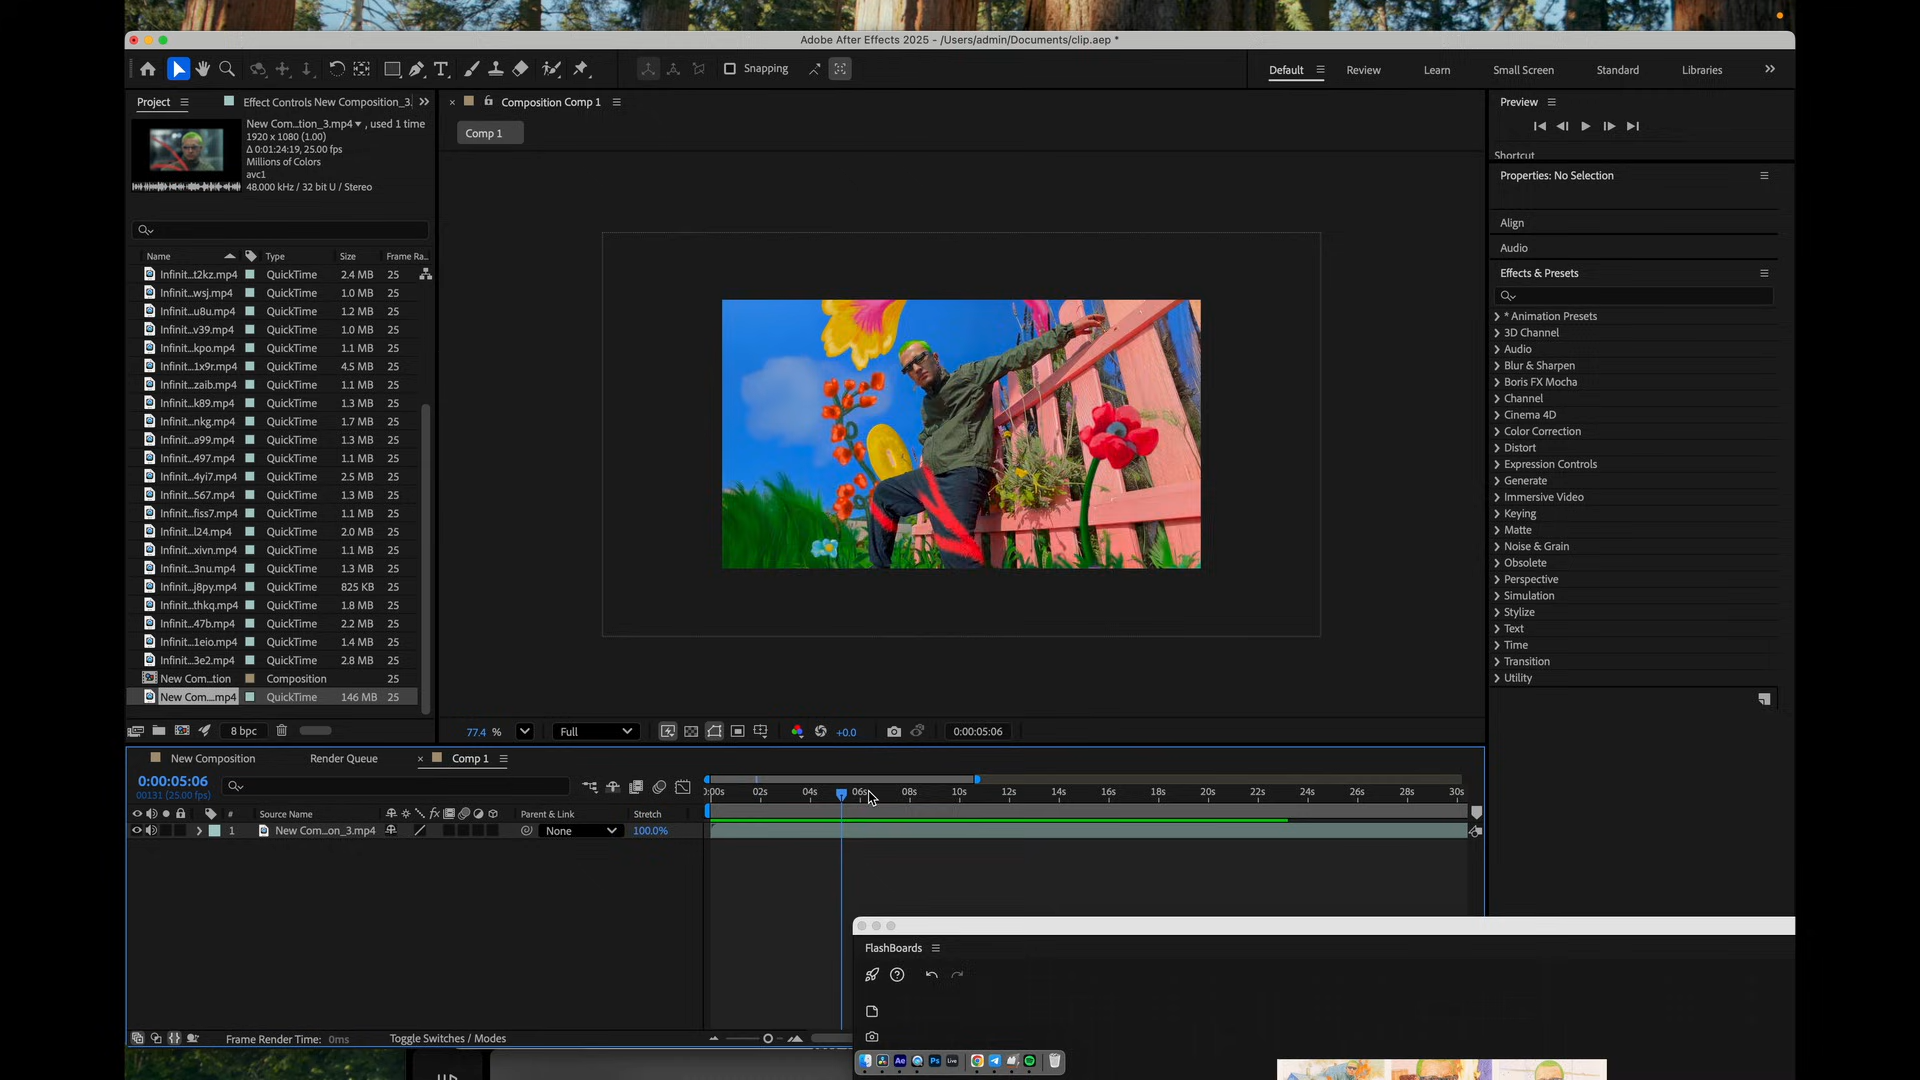 Adobe After Effects 2025 - /Users/admin/Documents/clip.aep *
Snapping
Default
Review
Learn
Small Screen
Standard
Libraries
Project
Effect Controls New Composition_3.
New Com...tion_3.mp4 , used 1 time
1920 x 1080 (1.00)
Δ 0:01:24:19, 25.00 fps
Millions of Colors
avc1
48.000 kHz / 32 bit U / Stereo
Name Type Size Frame Ra...
Infinit...t2kz.mp4 QuickTime 2.4 MB 25
Infinit...wsj.mp4 QuickTime 1.0 MB 25
Infinit...u8u.mp4 QuickTime 1.2 MB 25
Infinit...v39.mp4 QuickTime 1.0 MB 25
Infinit...kpo.mp4 QuickTime 1.1 MB 25
Infinit...1x9r.mp4 QuickTime 4.5 MB 25
Infinit...zaib.mp4 QuickTime 1.1 MB 25
Infinit...k89.mp4 QuickTime 1.3 MB 25
Infinit...nkg.mp4 QuickTime 1.7 MB 25
Infinit...a99.mp4 QuickTime 1.3 MB 25
Infinit...497.mp4 QuickTime 1.1 MB 25
Infinit...4yi7.mp4 QuickTime 2.5 MB 25
Infinit...567.mp4 QuickTime 1.3 MB 25
Infinit...fiss7.mp4 QuickTime 1.1 MB 25
Infinit...l24.mp4 QuickTime 2.0 MB 25
Infinit...xivn.mp4 QuickTime 1.1 MB 25
Infinit...3nu.mp4 QuickTime 1.3 MB 25
Infinit...j8py.mp4 QuickTime 825 KB 25
Infinit...thkq.mp4 QuickTime 1.8 MB 25
Infinit...47b.mp4 QuickTime 2.2 MB 25
Infinit...1eio.mp4 QuickTime 1.4 MB 25
Infinit...3e2.mp4 QuickTime 2.8 MB 25
New Com...tion Composition 25
New Com....mp4 QuickTime 146 MB 25
8 bpc
Composition Comp 1
Comp 1
77.4 %
Full
+0.0
0:00:05:06
Preview
Shortcut
Properties: No Selection
Align
Audio
Effects & Presets
* Animation Presets
3D Channel
Audio
Blur & Sharpen
Boris FX Mocha
Channel
Cinema 4D
Color Correction
Distort
Expression Controls
Generate
Immersive Video
Keying
Matte
Noise & Grain
Obsolete
Perspective
Simulation
Stylize
Text
Time
Transition
Utility
New Composition
Render Queue
Comp 1
0:00:05:06
00131 (25.00 fps)
# Source Name
Parent & Link
Stretch
1 New Com...on_3.mp4 None 100.0%
0:00s 02s 04s 06s 08s 10s 12s 14s 16s 18s 20s 22s 24s 26s 28s 30s
Frame Render Time: 0ms
Toggle Switches / Modes
FlashBoards
Ae
Ps
Live